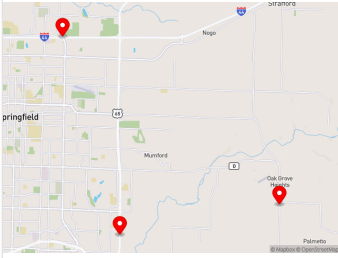 Strafford
44
Nogo
44
65
pringfield
Mumford
D
Oak Grove
Heights
Palmetto
© Mapbox © OpenStreetMap